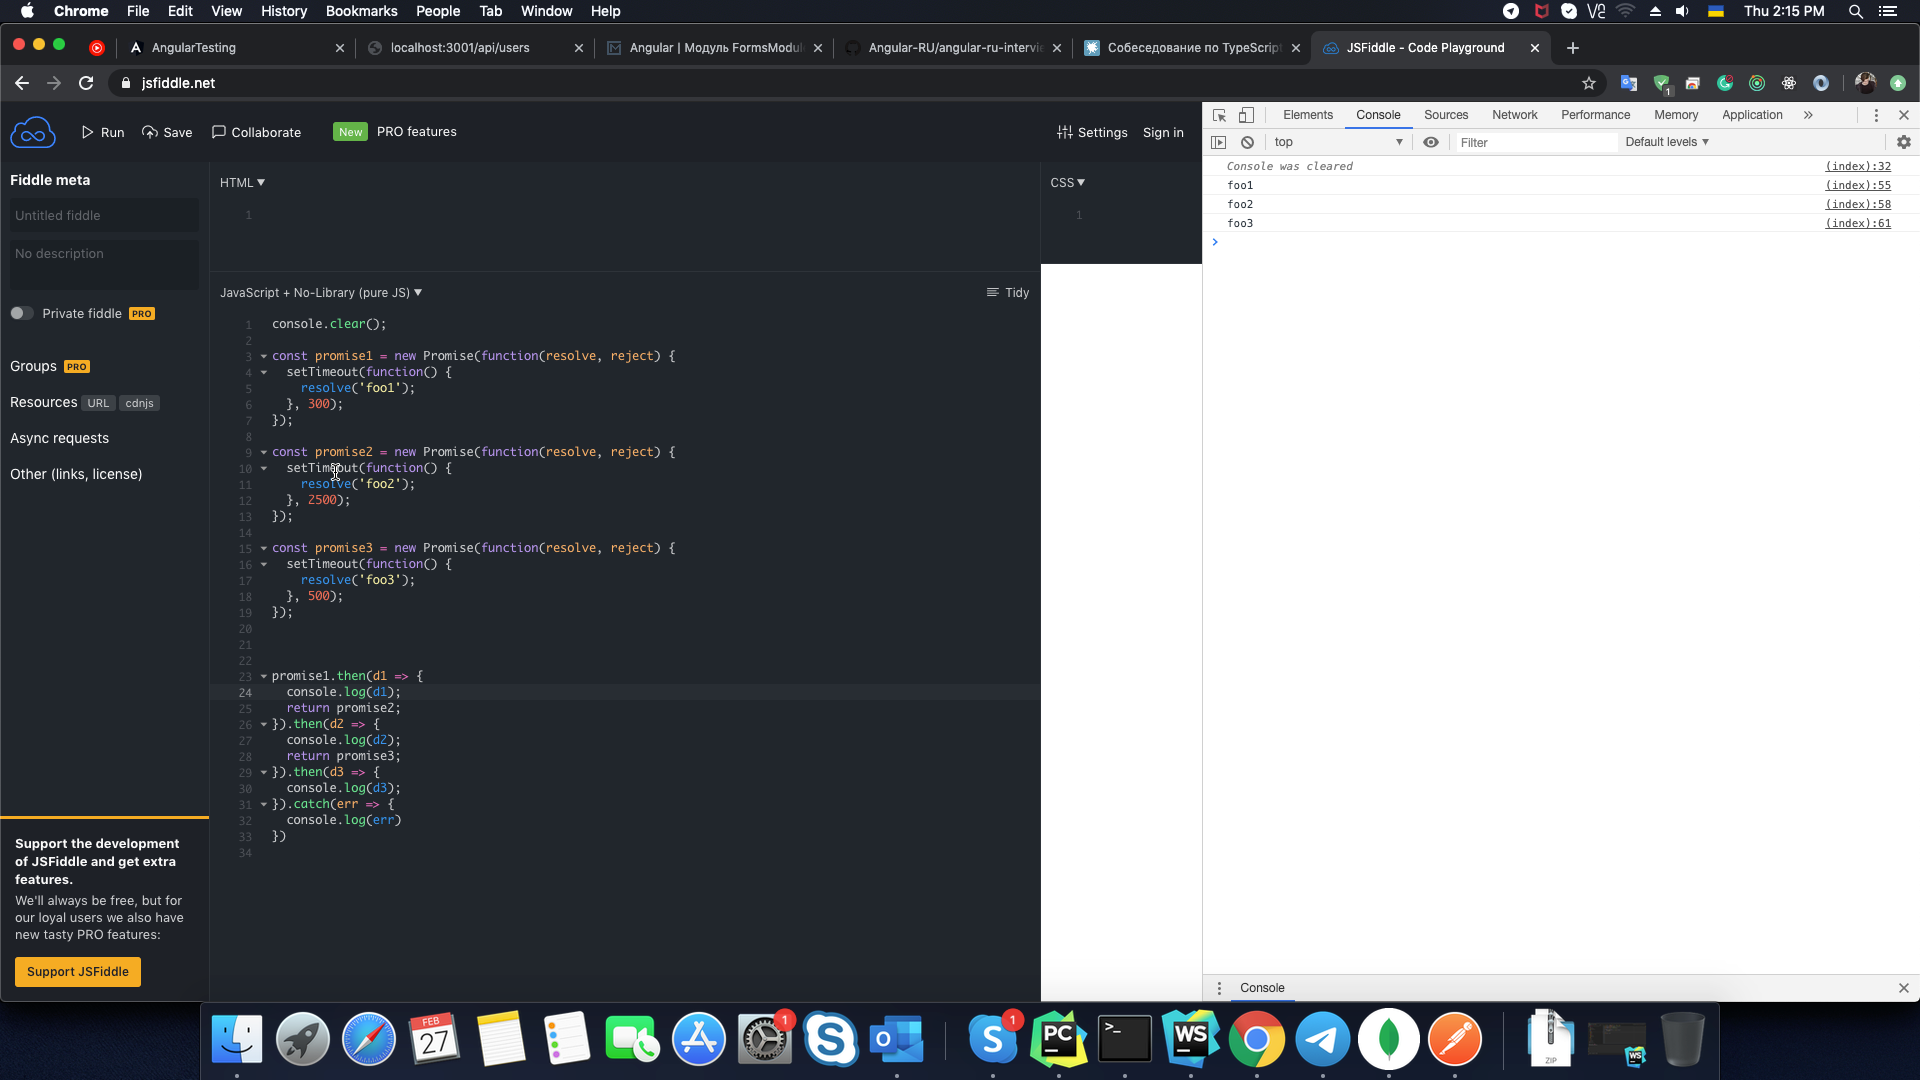 Chrome File Edit View History Bookmarks People Tab Window Help Thu 2:15 PM
AngularTesting
localhost:3001/api/users
Angular | Модуль FormsModul
Angular-RU/angular-ru-intervi
Собеседование по TypeScript
JSFiddle - Code Playground
jsfiddle.net
1
Run Save Collaborate New PRO features Settings Sign in
Fiddle meta
Untitled fiddle
No description
Private fiddle PRO
Groups PRO
Resources URL cdnjs
Async requests
Other (links, license)
Support the development
of JSFiddle and get extra
features.
We'll always be free, but for
our loyal users we also have
new tasty PRO features:
Support JSFiddle
HTML ▼
1
CSS ▼
1
JavaScript + No-Library (pure JS) ▼ Tidy
1 console.clear();
2
3 const promise1 = new Promise(function(resolve, reject) {
4 setTimeout(function() {
5 resolve('foo1');
6 }, 300);
7 });
8
9 const promise2 = new Promise(function(resolve, reject) {
10 setTimeout(function() {
11 resolve('foo2');
12 }, 2500);
13 });
14
15 const promise3 = new Promise(function(resolve, reject) {
16 setTimeout(function() {
17 resolve('foo3');
18 }, 500);
19 });
20
21
22
23 promise1.then(d1 => {
24 console.log(d1);
25 return promise2;
26 }).then(d2 => {
27 console.log(d2);
28 return promise3;
29 }).then(d3 => {
30 console.log(d3);
31 }).catch(err => {
32 console.log(err)
33 })
34
Elements Console Sources Network Performance Memory Application »
top ▼ Filter Default levels ▼
Console was cleared (index):32
foo1 (index):55
foo2 (index):58
foo3 (index):61
Console
FEB
27
1
1
PC
WS
ZIP
WS